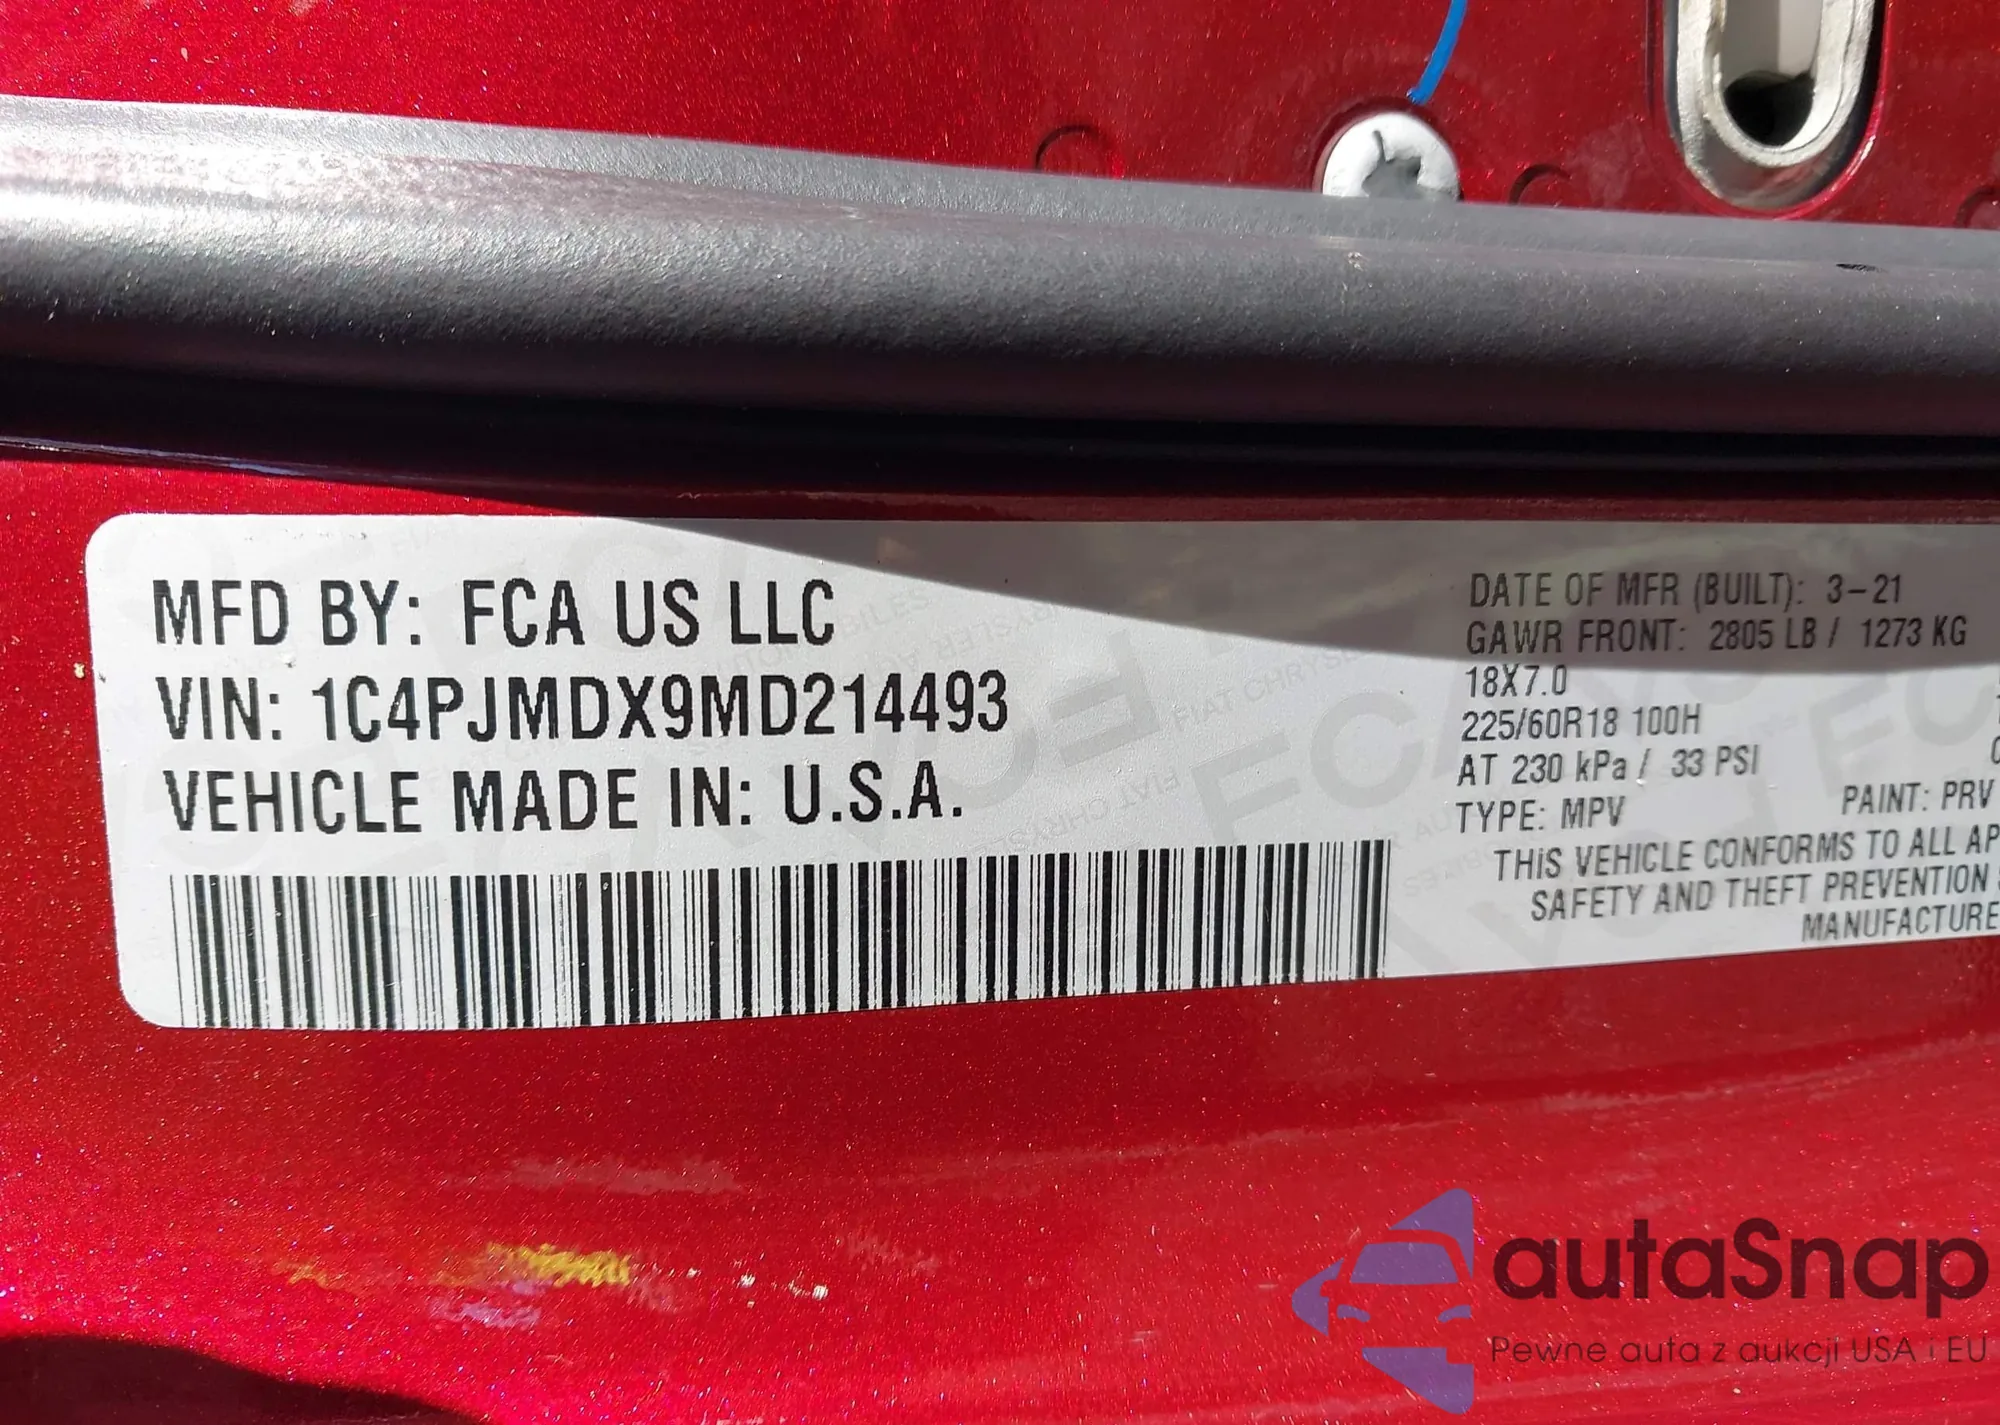 MFD BY: FCA US LLC
VIN: 1C4PJMDX9MD214493
VEHICLE MADE IN: U.S.A.
DATE OF MFR (BUILT): 3-21
GAWR FRONT: 2805 LB / 1273 KG
18X7.0
225/60R18 100H
AT 230 kPa / 33 PSI
TYPE: MPV
PAINT: PRV
THiS VEHICLE CONFORMS TO ALL AP
SAFETY AND THEFT PREVENTION
MANUFACTURE
autaSnap
Pewne auta z aukcji USA i EU